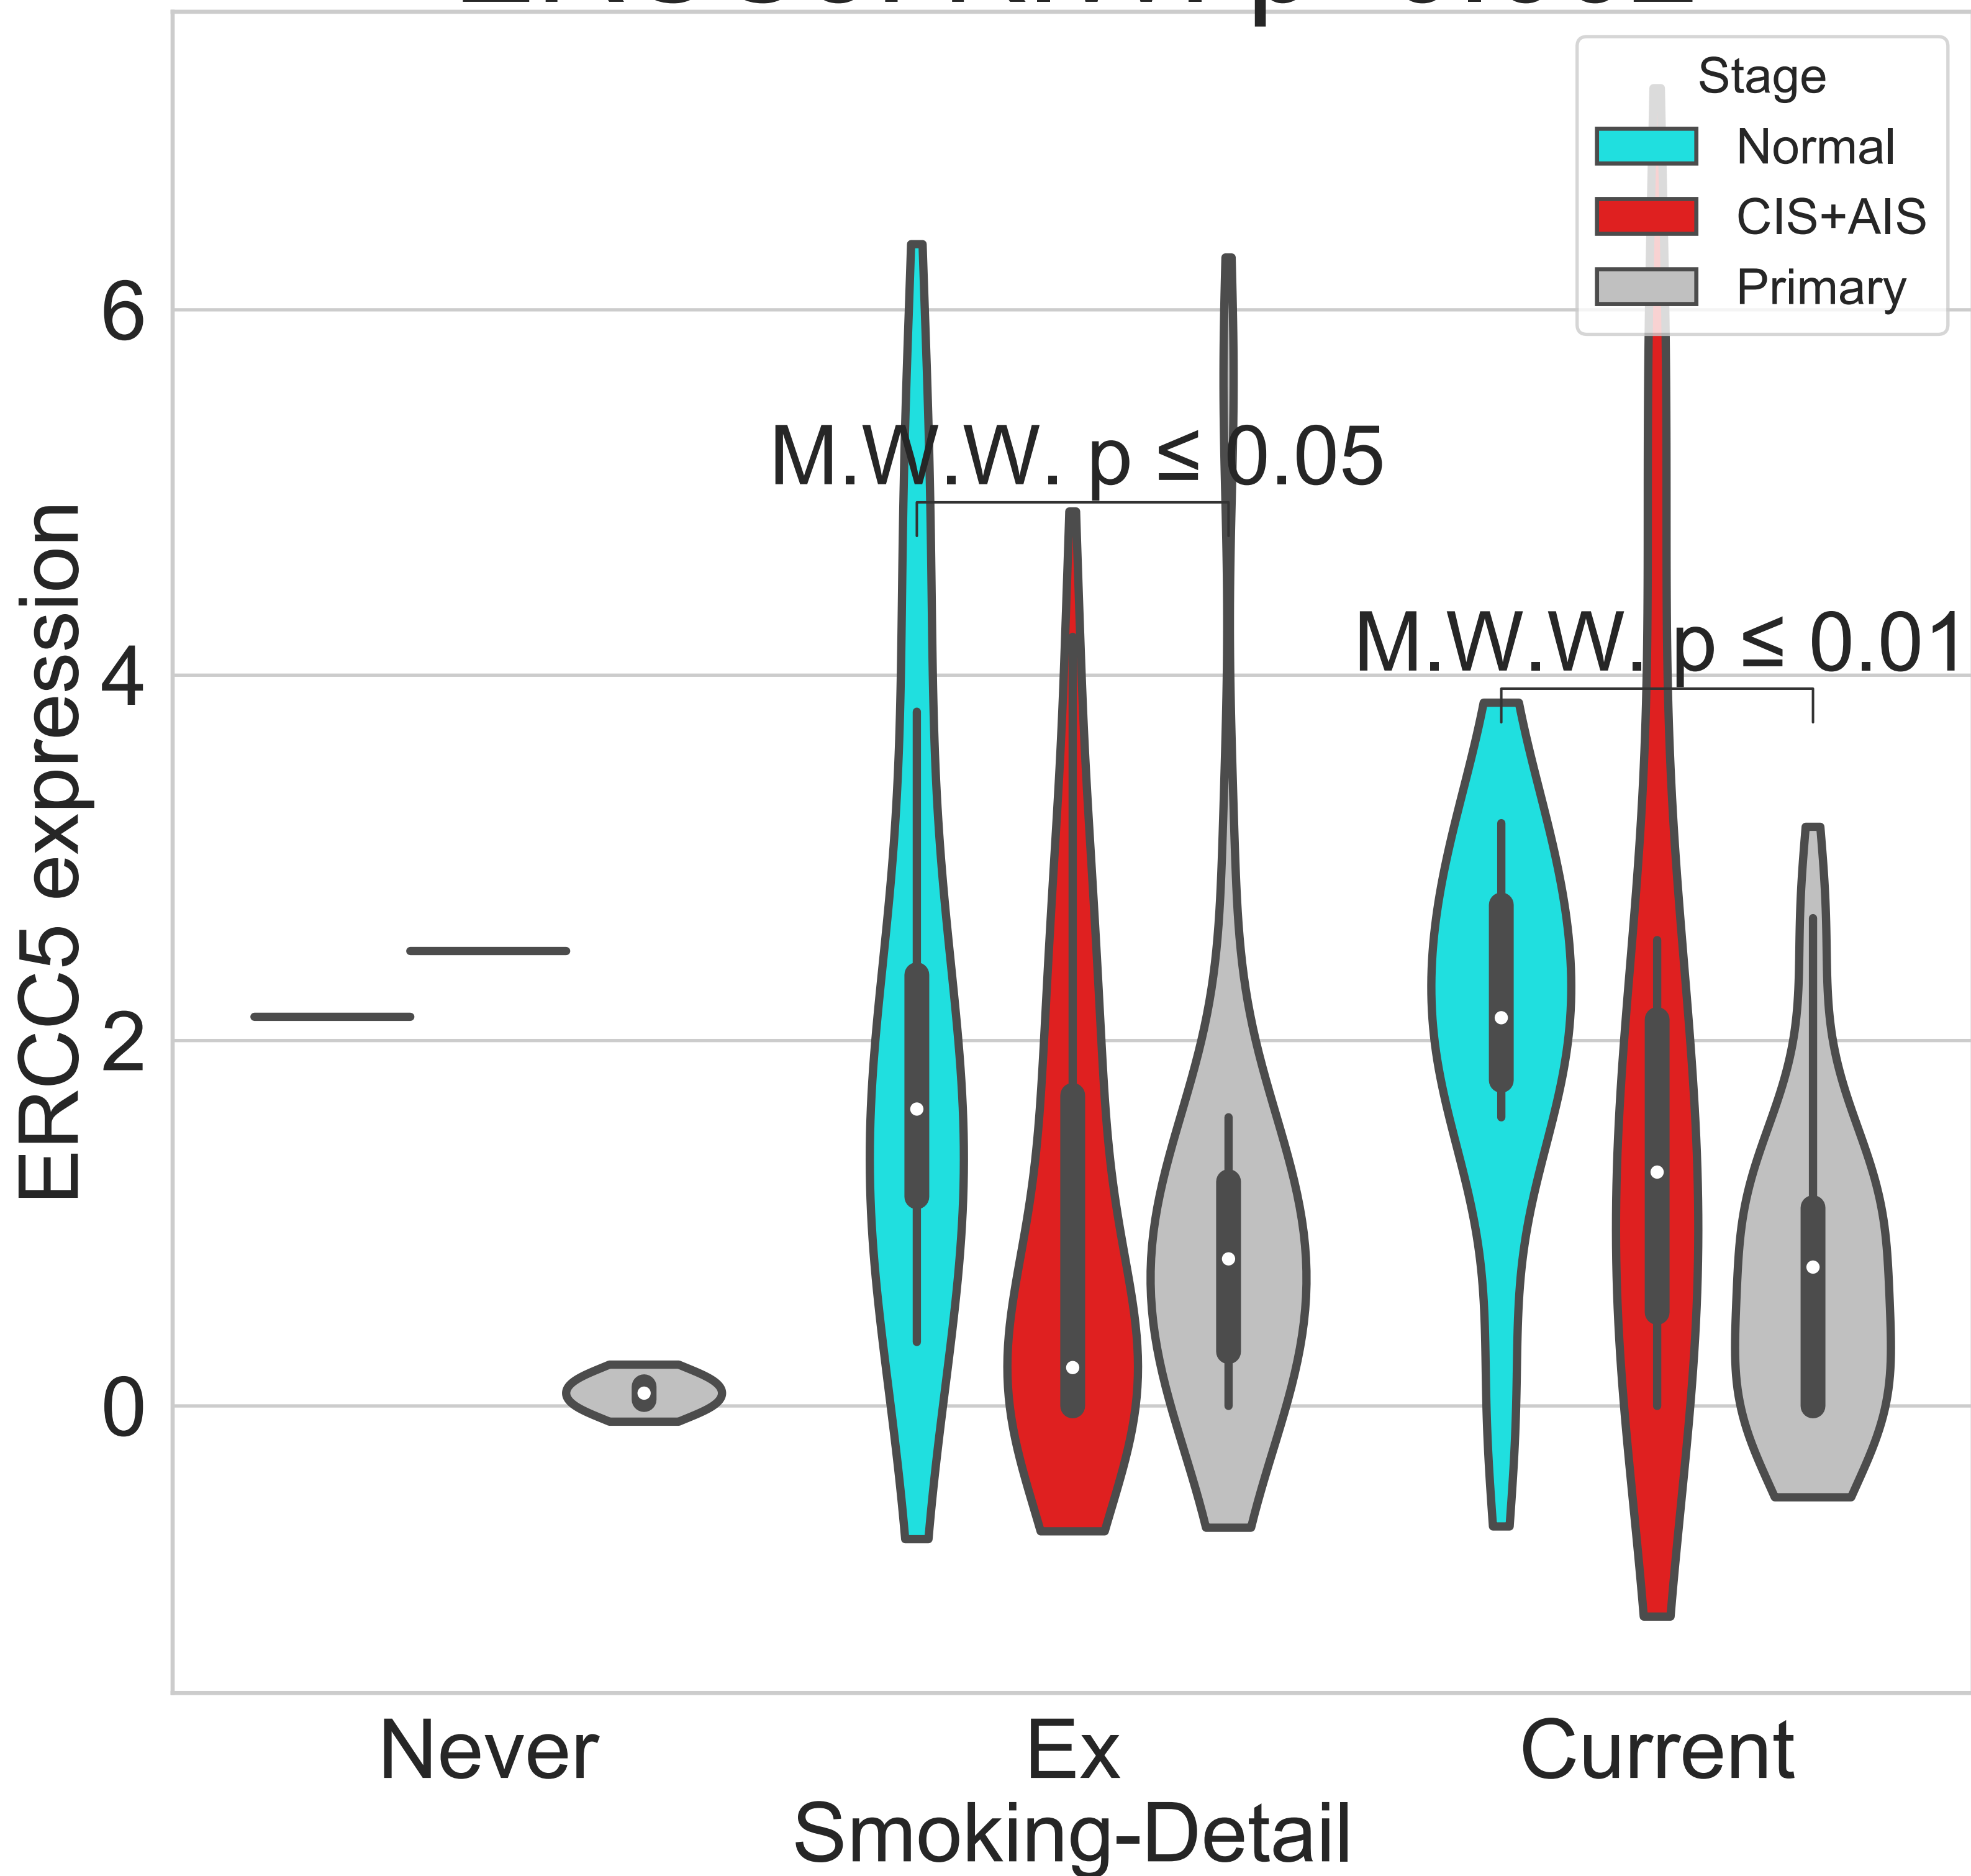 Stage
Normal
CIS+AIS
Primary
M.W.W. p ≤ 0.05
M.W.W. p ≤ 0.01
6
4
2
0
ERCC5 expression
Never
Ex
Current
Smoking-Detail